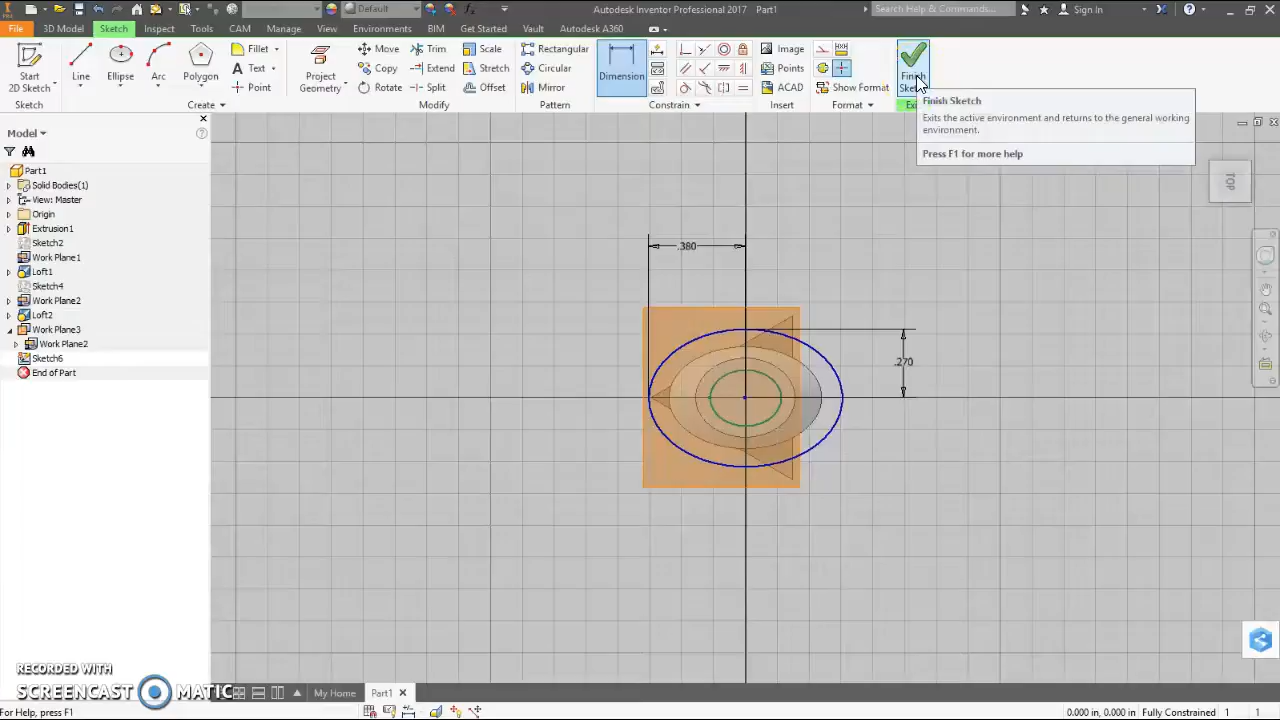 Default
Autodesk Inventor Professional 2017 Part1
Search Help & Commands...
Sign In
File 3D Model Sketch Inspect Tools CAM Manage View Environments BIM Get Started Vault Autodesk A360
Start
2D Sketch
Line
Ellipse
Arc
Polygon
Fillet
Text
Point
Project
Geometry
Move Trim Scale
Copy Extend Stretch
Rotate Split Offset
Rectangular
Circular
Mirror
Dimension
Image
Points
ACAD
Show Format
Finish
Sketch
Sketch Create Modify Pattern Constrain Insert Format
Finish Sketch
Exits the active environment and returns to the general working
environment.
Press F1 for more help
Model
Part1
Solid Bodies(1)
View: Master
Origin
Extrusion1
Sketch2
Work Plane1
Loft1
Sketch4
Work Plane2
Loft2
Work Plane3
Work Plane2
Sketch6
End of Part
TOP
.380
.270
RECORDED WITH
SCREENCAST MATIC
My Home Part1
For Help, press F1
0.000 in, 0.000 in Fully Constrained 1 1